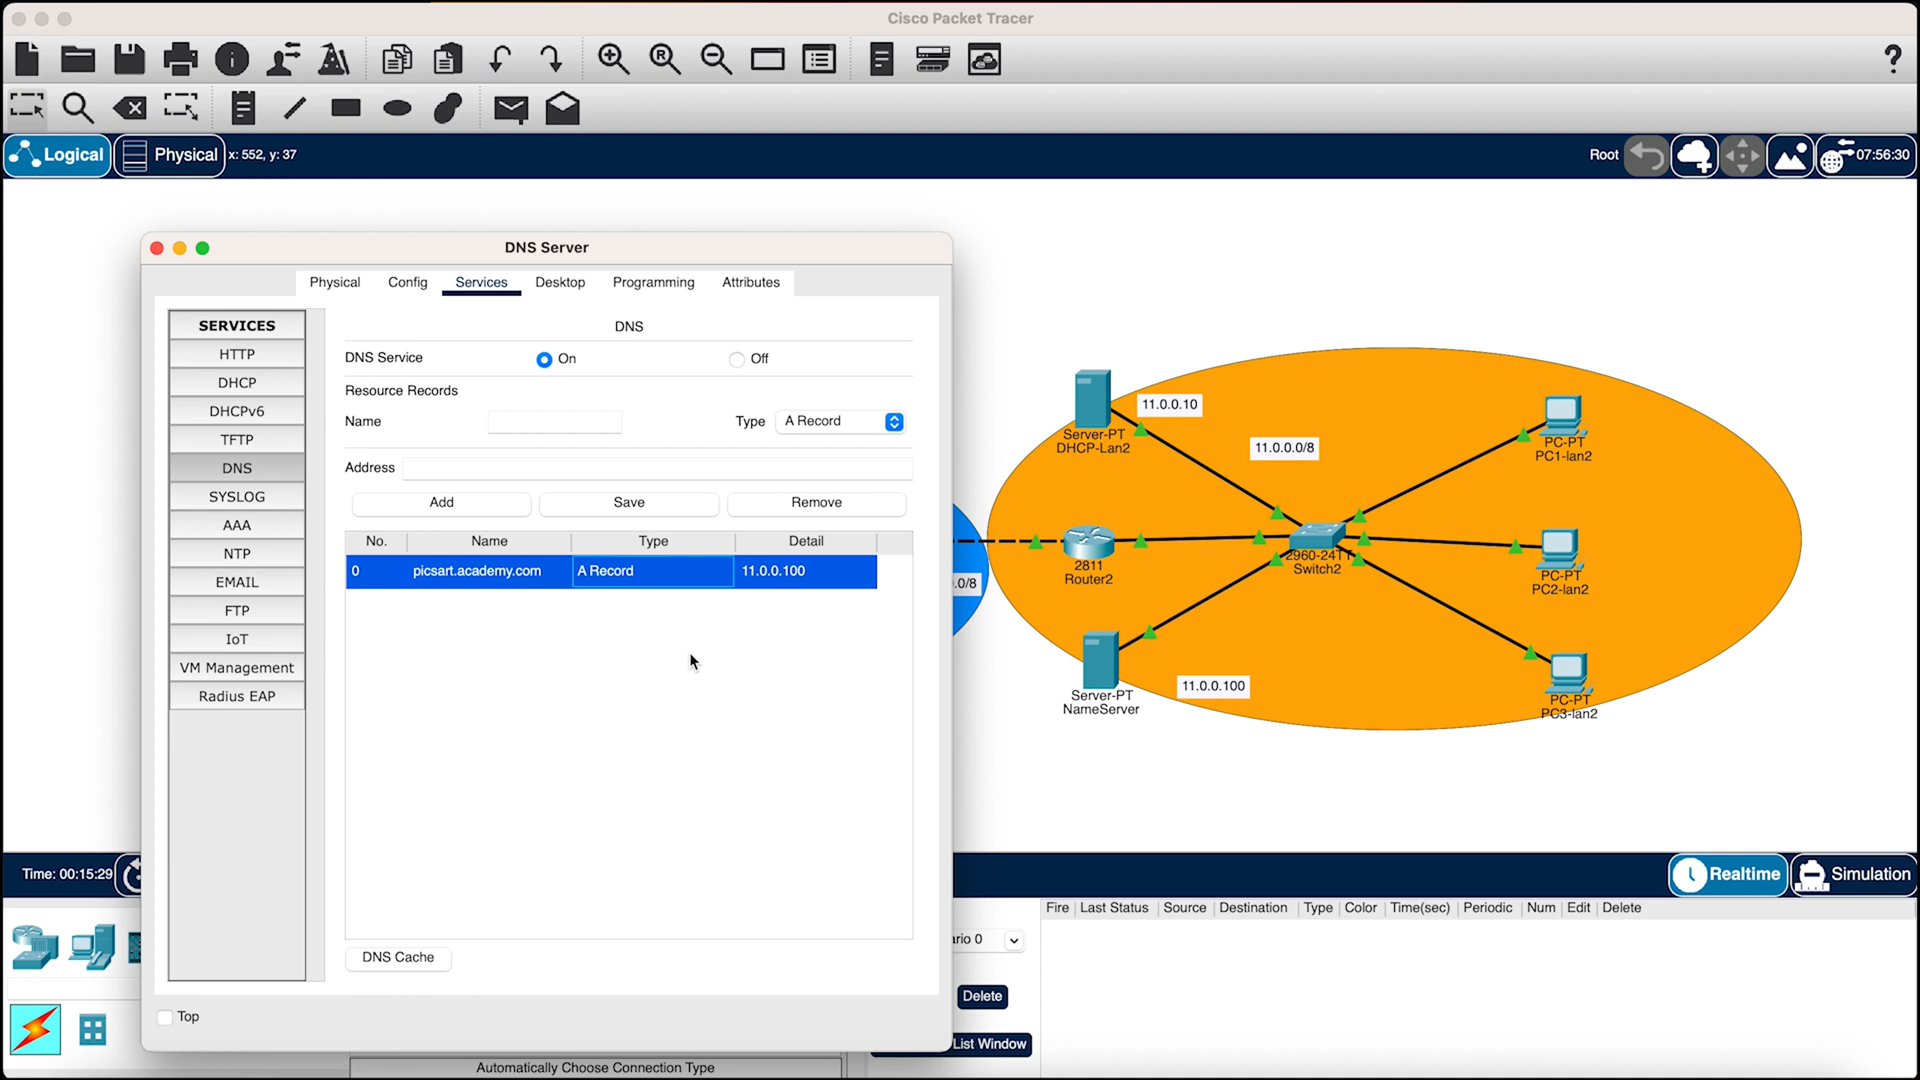 Cisco Packet Tracer
?
Logical
Physical
x: 552, y: 37
Root
07:56:30
DNS Server
Physical
Config
Services
Desktop
Programming
Attributes
SERVICES
HTTP
DHCP
DHCPv6
TFTP
DNS
SYSLOG
AAA
NTP
EMAIL
FTP
IoT
VM Management
Radius EAP
DNS
DNS Service
On
Off
Resource Records
Name
Type
A Record
Address
Add
Save
Remove
No.
Name
Type
Detail
0
picsart.academy.com
A Record
11.0.0.100
DNS Cache
Top
11.0.0.10
Server-PT
DHCP-Lan2
11.0.0.0/8
PC-PT
PC1-lan2
2811
Router2
2960-24TT
Switch2
PC-PT
PC2-lan2
.0/8
Server-PT
NameServer
11.0.0.100
PC-PT
PC3-lan2
Time: 00:15:29
Realtime
Simulation
Fire
Last Status
Source
Destination
Type
Color
Time(sec)
Periodic
Num
Edit
Delete
ario 0
Delete
List Window
Automatically Choose Connection Type